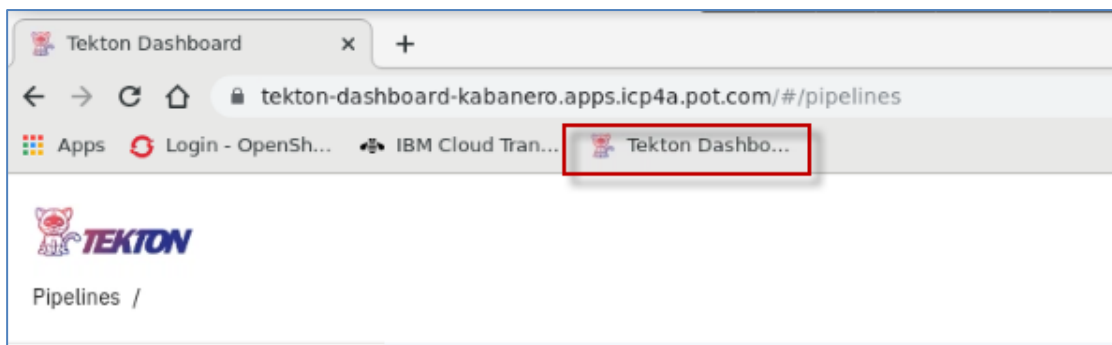 Tekton Dashboard
tekton-dashboard-kabanero.apps.icp4a.pot.com/#/pipelines
Apps Login - OpenSh... IBM Cloud Tran... Tekton Dashbo...
TEKTON
Pipelines /